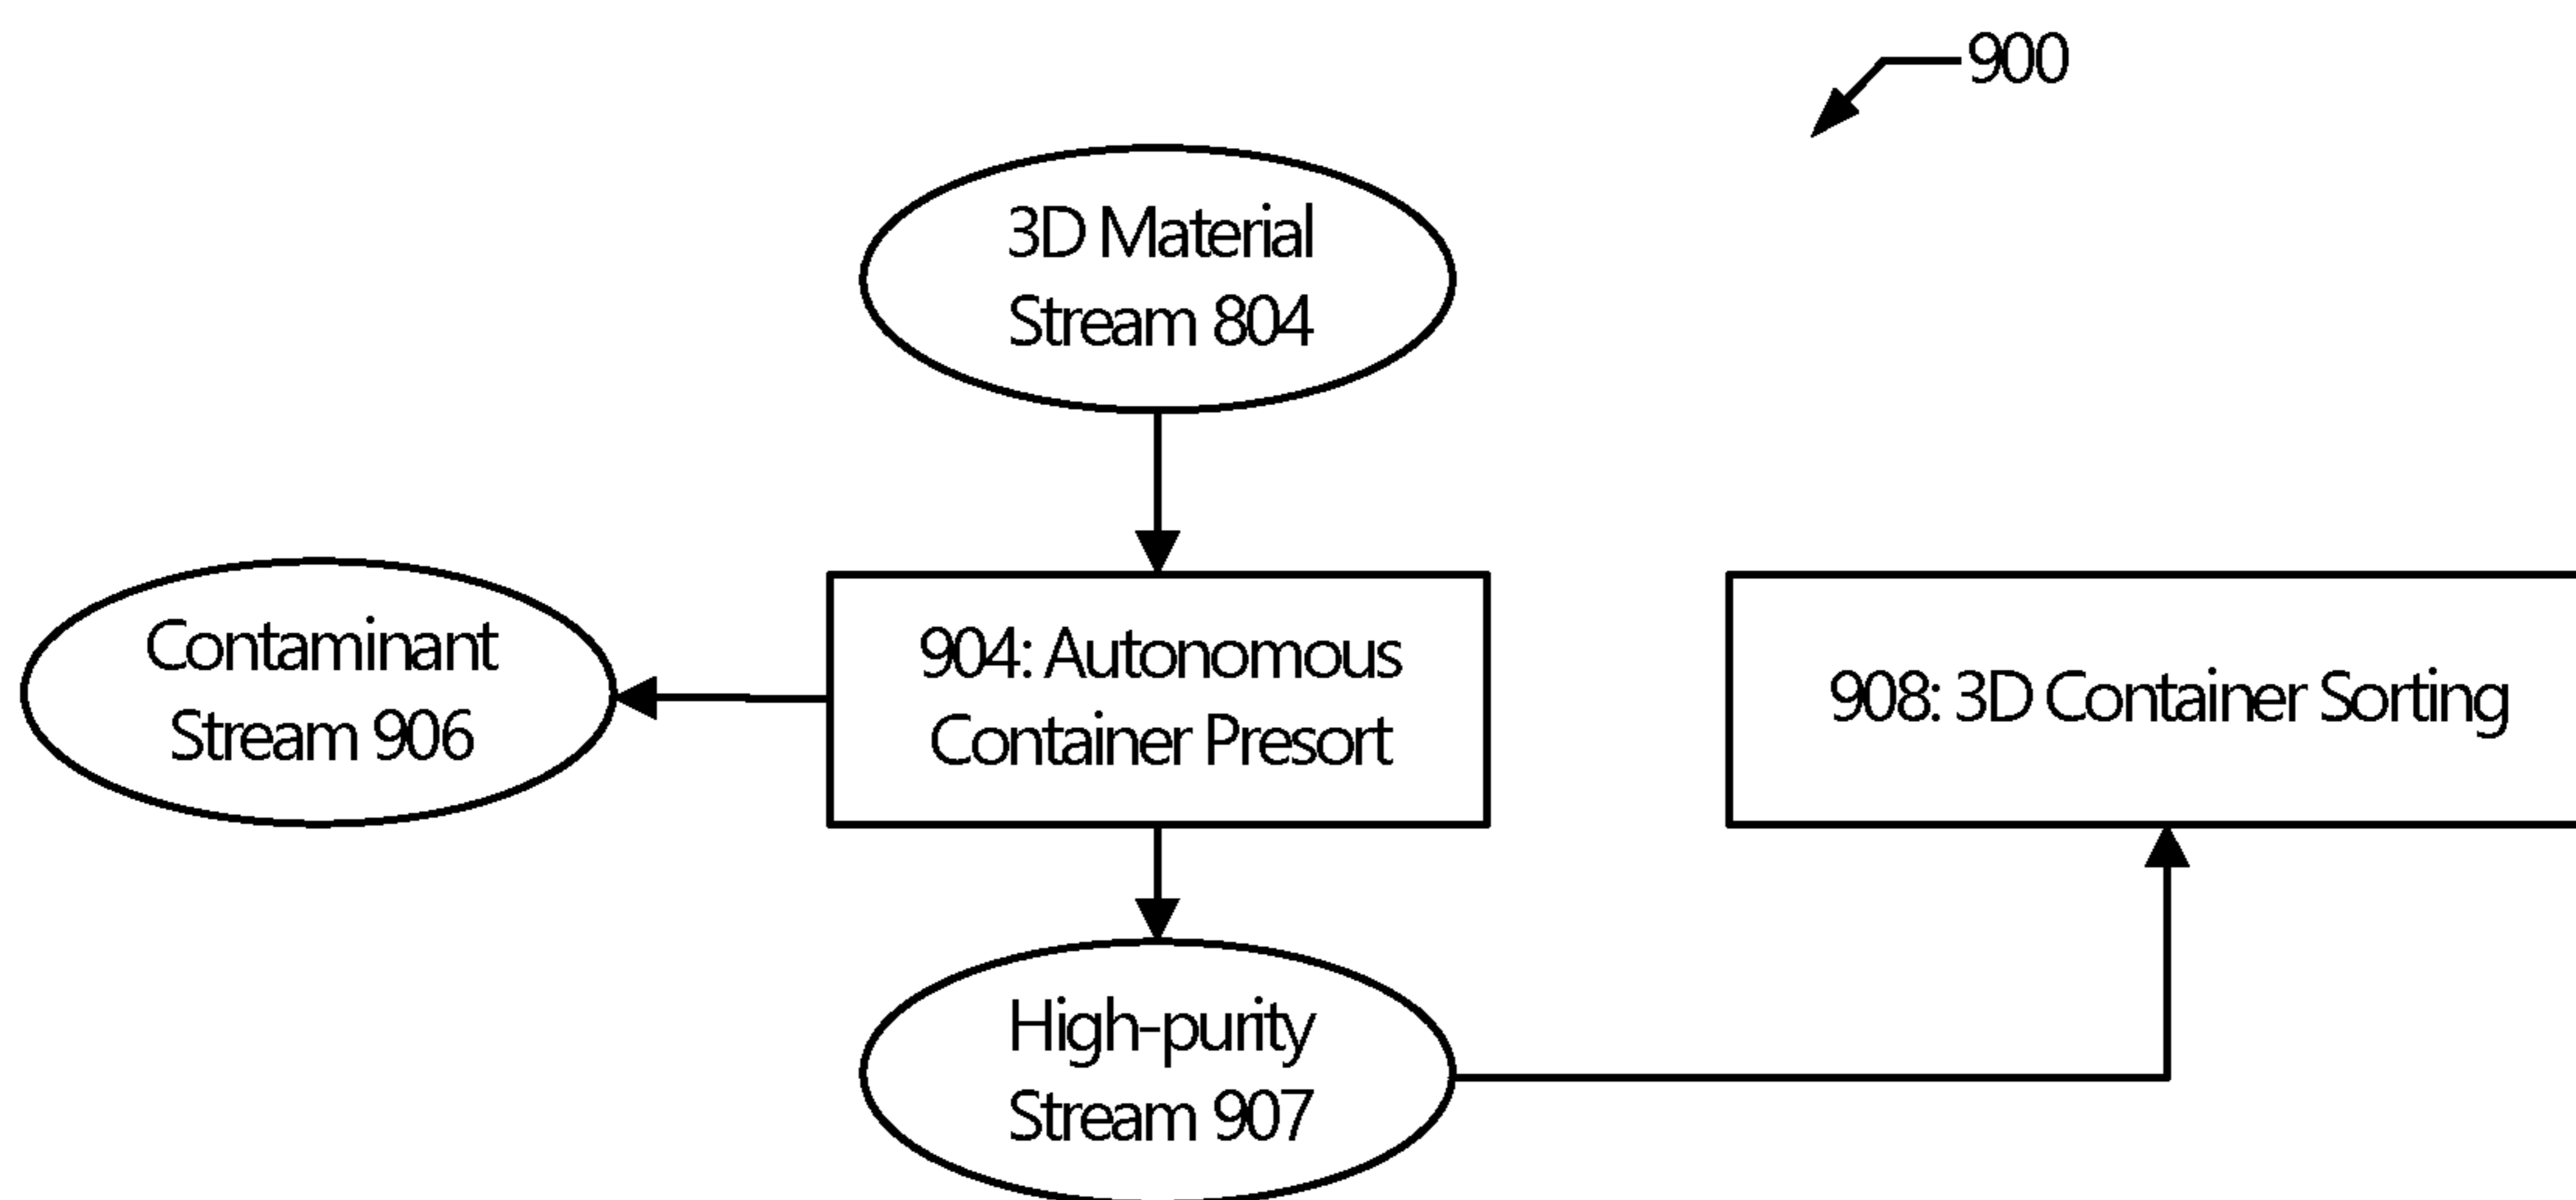 900
3D Material
Stream 804
Contaminant
Stream 906
904: Autonomous
Container Presort
908: 3D Container Sorting
High-purity
Stream 907